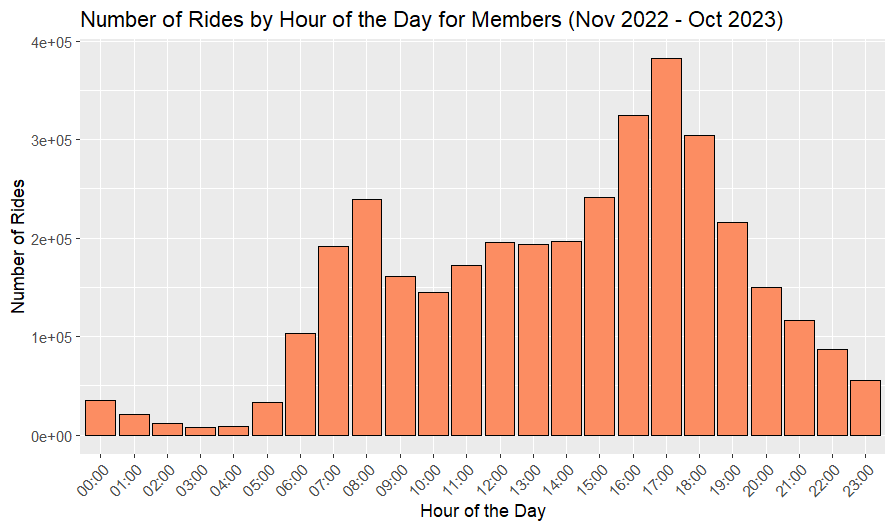 Number of Rides by Hour of the Day for Members (Nov 2022 - Oct 2023)
4e+05
3e+05
2e+05
1e+05
0e+00
Number of Rides
00:00 01:00 02:00 03:00 04:00 05:00 06:00 07:00 08:00 09:00 10:00 11:00 12:00 13:00 14:00 15:00 16:00 17:00 18:00 19:00 20:00 21:00 22:00 23:00
Hour of the Day